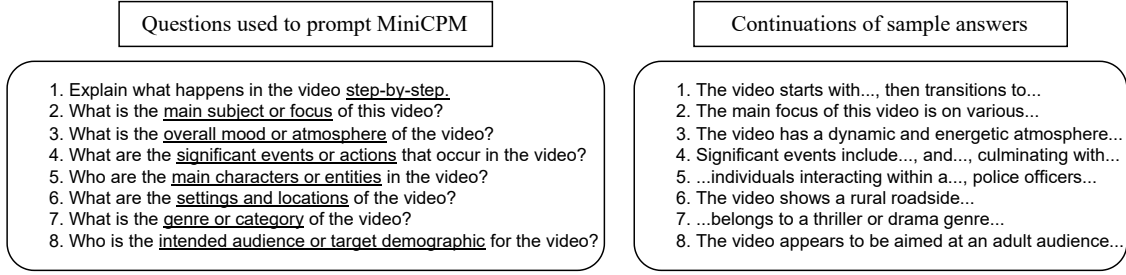 Questions used to prompt MiniCPM
1. Explain what happens in the video step-by-step.
2. What is the main subject or focus of this video?
3. What is the overall mood or atmosphere of the video?
4. What are the significant events or actions that occur in the video?
5. Who are the main characters or entities in the video?
6. What are the settings and locations of the video?
7. What is the genre or category of the video?
8. Who is the intended audience or target demographic for the video?
Continuations of sample answers
1. The video starts with..., then transitions to...
2. The main focus of this video is on various...
3. The video has a dynamic and energetic atmosphere...
4. Significant events include..., and..., culminating with...
5. ...individuals interacting within a..., police officers...
6. The video shows a rural roadside...
7. ...belongs to a thriller or drama genre...
8. The video appears to be aimed at an adult audience...